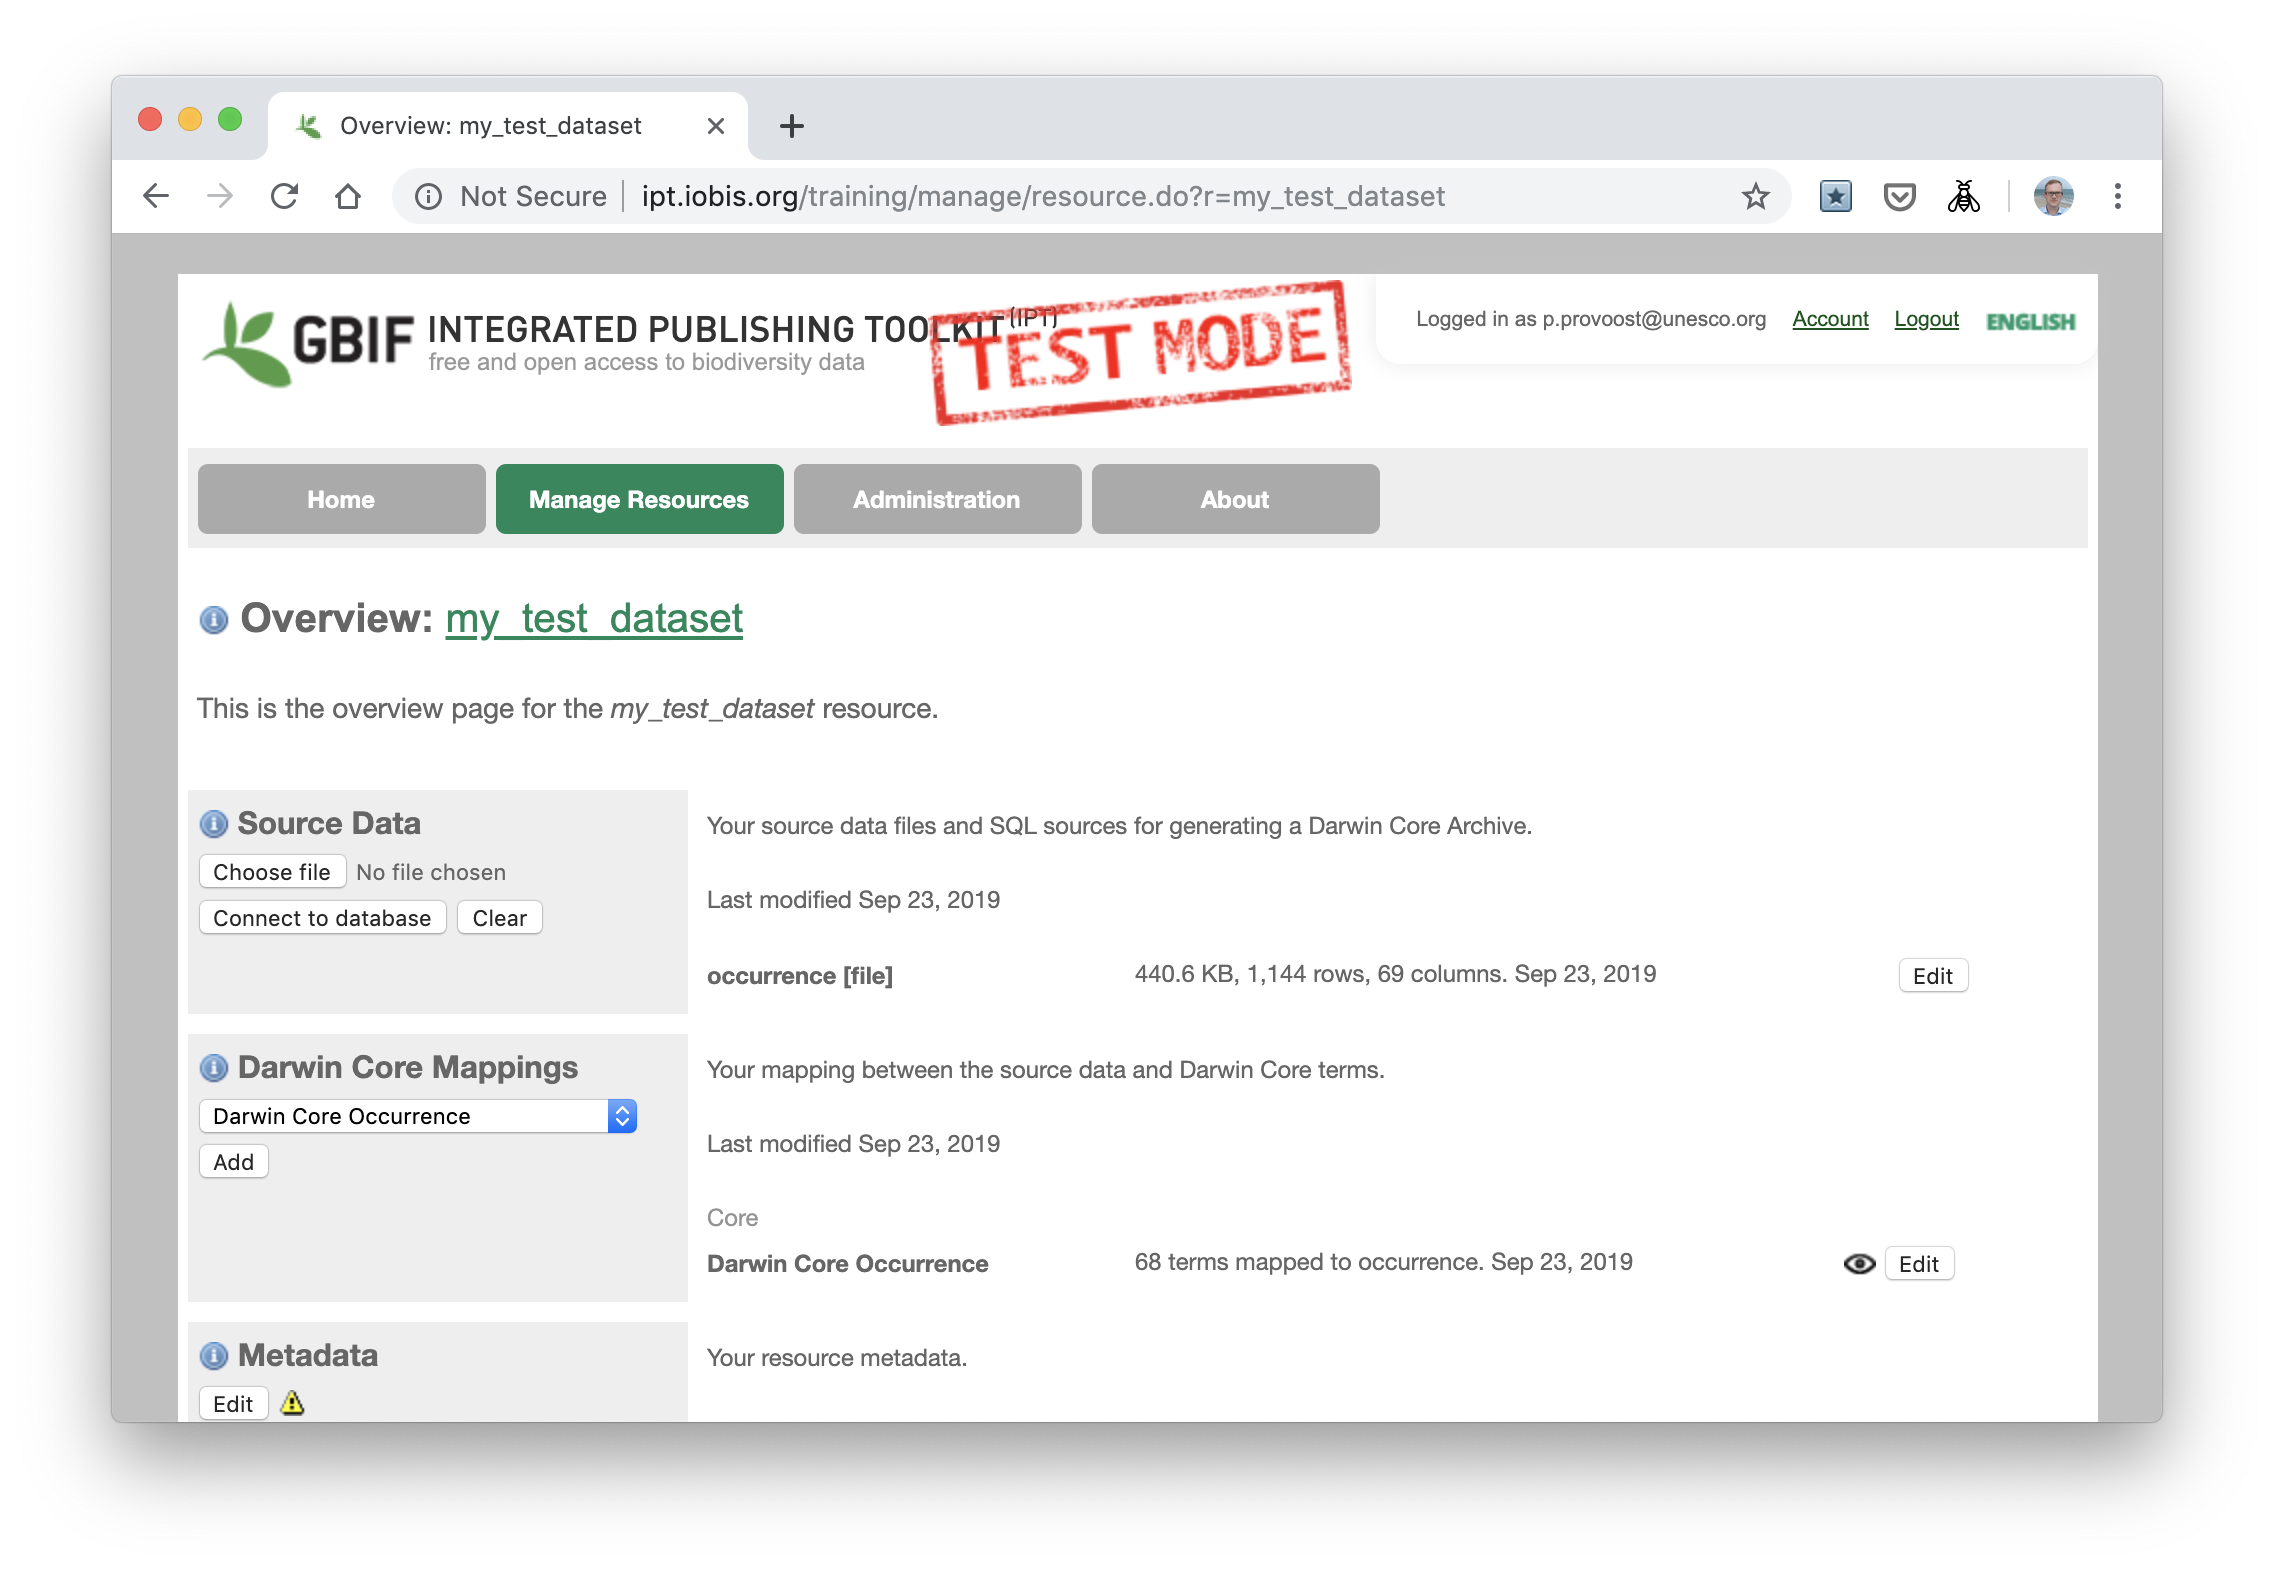 Overview: my_test_dataset
Not Secure ipt.iobis.org/training/manage/resource.do?r=my_test_dataset
GBIF INTEGRATED PUBLISHING TOOLKIT (IPT)
free and open access to biodiversity data
TEST MODE
Logged in as p.provoost@unesco.org Account Logout ENGLISH
Home Manage Resources Administration About
Overview: my_test_dataset
This is the overview page for the my_test_dataset resource.
Source Data
Choose file No file chosen
Connect to database Clear
Your source data files and SQL sources for generating a Darwin Core Archive.
Last modified Sep 23, 2019
occurrence [file] 440.6 KB, 1,144 rows, 69 columns. Sep 23, 2019 Edit
Darwin Core Mappings
Darwin Core Occurrence
Add
Your mapping between the source data and Darwin Core terms.
Last modified Sep 23, 2019
Core
Darwin Core Occurrence 68 terms mapped to occurrence. Sep 23, 2019 Edit
Metadata
Edit
Your resource metadata.